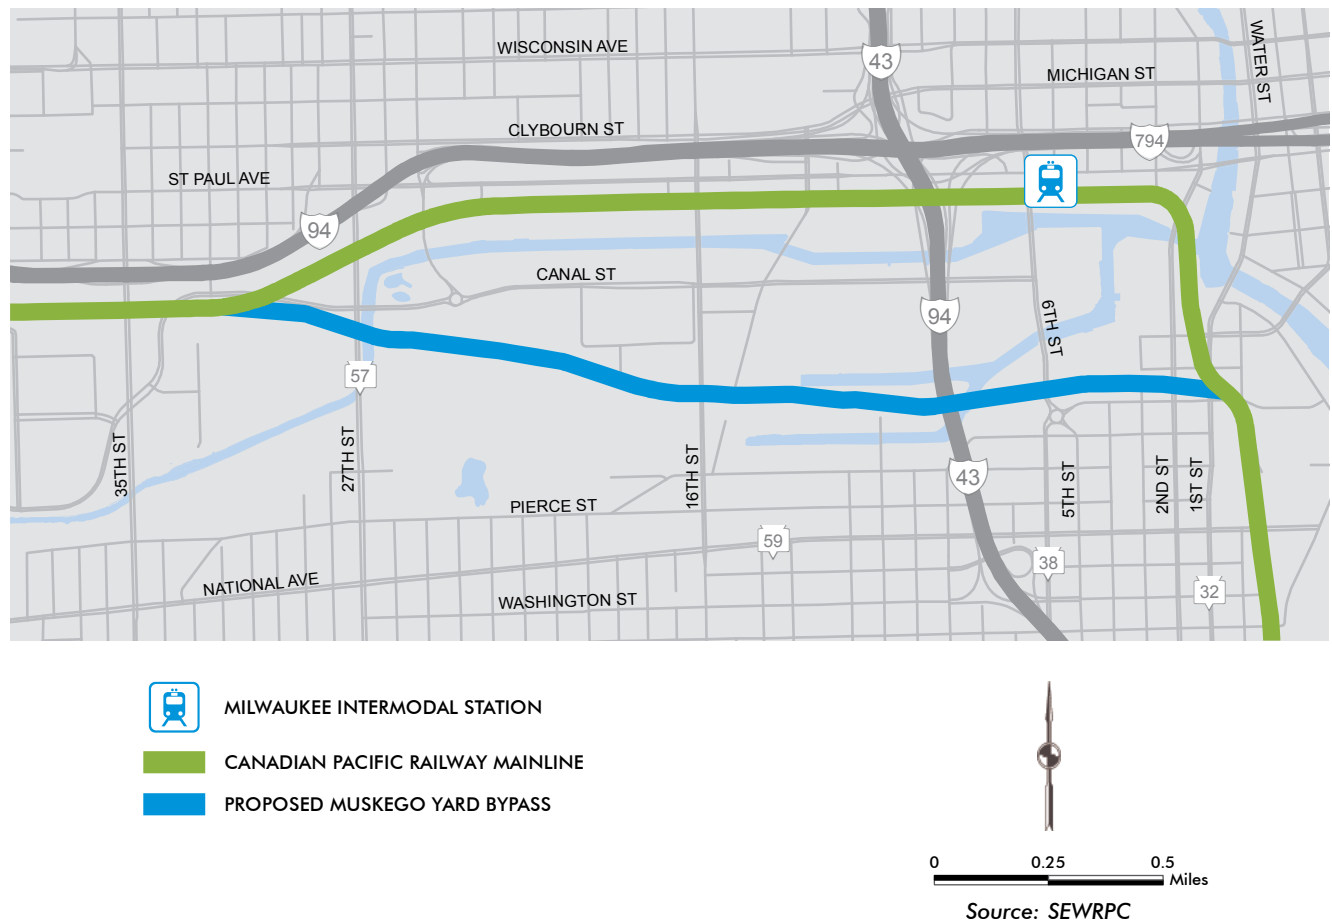 WISCONSIN AVE
43
MICHIGAN ST
WATER ST
CLYBOURN ST
794
ST PAUL AVE
94
CANAL ST
94
6TH ST
57
35TH ST
27TH ST
16TH ST
43
5TH ST
2ND ST
1ST ST
PIERCE ST
59
38
NATIONAL AVE
WASHINGTON ST
32
MILWAUKEE INTERMODAL STATION
CANADIAN PACIFIC RAILWAY MAINLINE
PROPOSED MUSKEGO YARD BYPASS
0 0.25 0.5
Miles
Source: SEWRPC